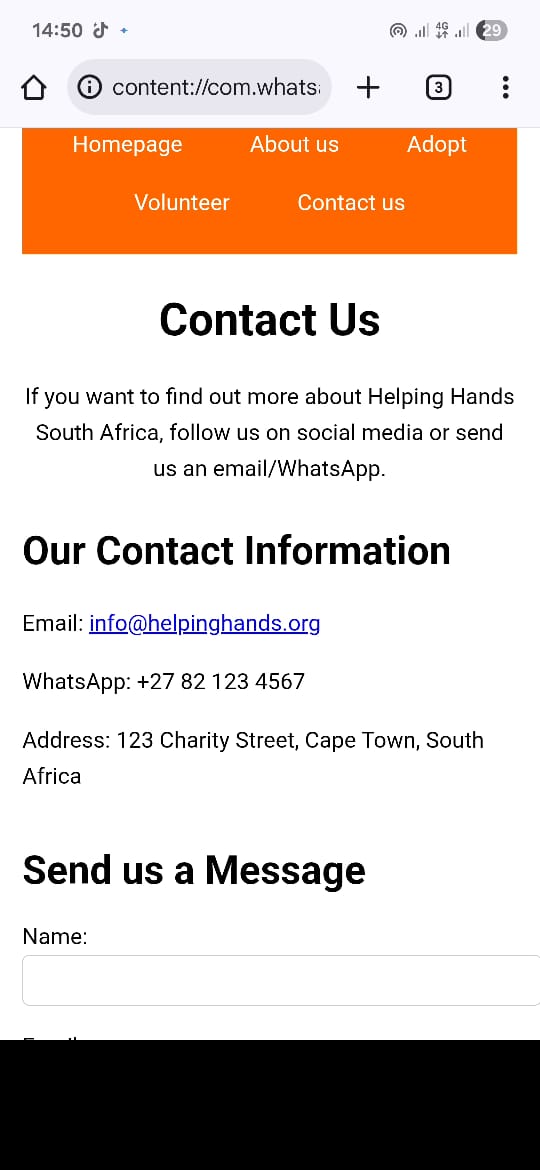 14:50
4G
29
content://com.whats
3
Homepage About us Adopt
Volunteer Contact us
Contact Us
If you want to find out more about Helping Hands
South Africa, follow us on social media or send
us an email/WhatsApp.
Our Contact Information
Email: info@helpinghands.org
WhatsApp: +27 82 123 4567
Address: 123 Charity Street, Cape Town, South
Africa
Send us a Message
Name: